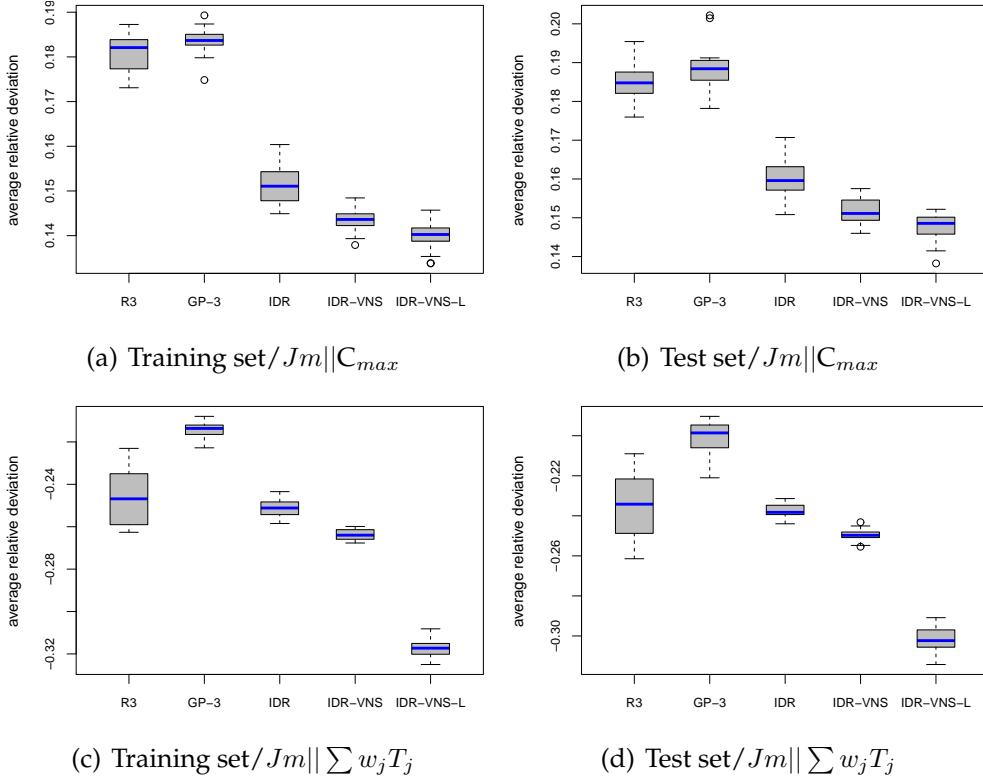 average relative deviation
0.19
0.18
0.17
0.16
0.15
0.14
R3 GP−3 IDR IDR−VNS IDR−VNS−L
(a) Training set/Jm||C_max
average relative deviation
0.20
0.19
0.18
0.17
0.16
0.15
0.14
R3 GP−3 IDR IDR−VNS IDR−VNS−L
(b) Test set/Jm||C_max
average relative deviation
−0.24
−0.28
−0.32
R3 GP−3 IDR IDR−VNS IDR−VNS−L
(c) Training set/Jm|| ∑ w_jT_j
average relative deviation
−0.22
−0.26
−0.30
R3 GP−3 IDR IDR−VNS IDR−VNS−L
(d) Test set/Jm|| ∑ w_jT_j